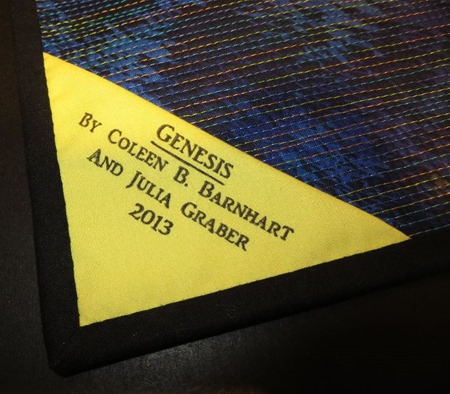 GENESIS
BY COLEEN B. BARNHART
AND JULIA GRABER
2013